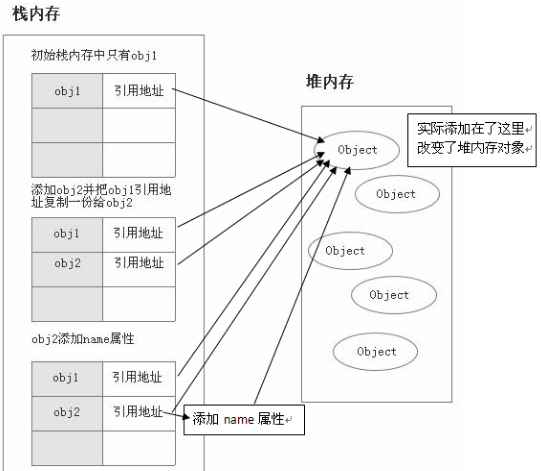 栈内存
初始栈内存中只有obj1
obj1 引用地址
添加obj2并把obj1引用地
址复制一份给obj2
obj1 引用地址
obj2 引用地址
obj2添加name属性
obj1 引用地址
obj2 引用地址
添加 name 属性↵
堆内存
实际添加在了这里↵
改变了堆内存对象↵
Object
Object
Object
Object
Object